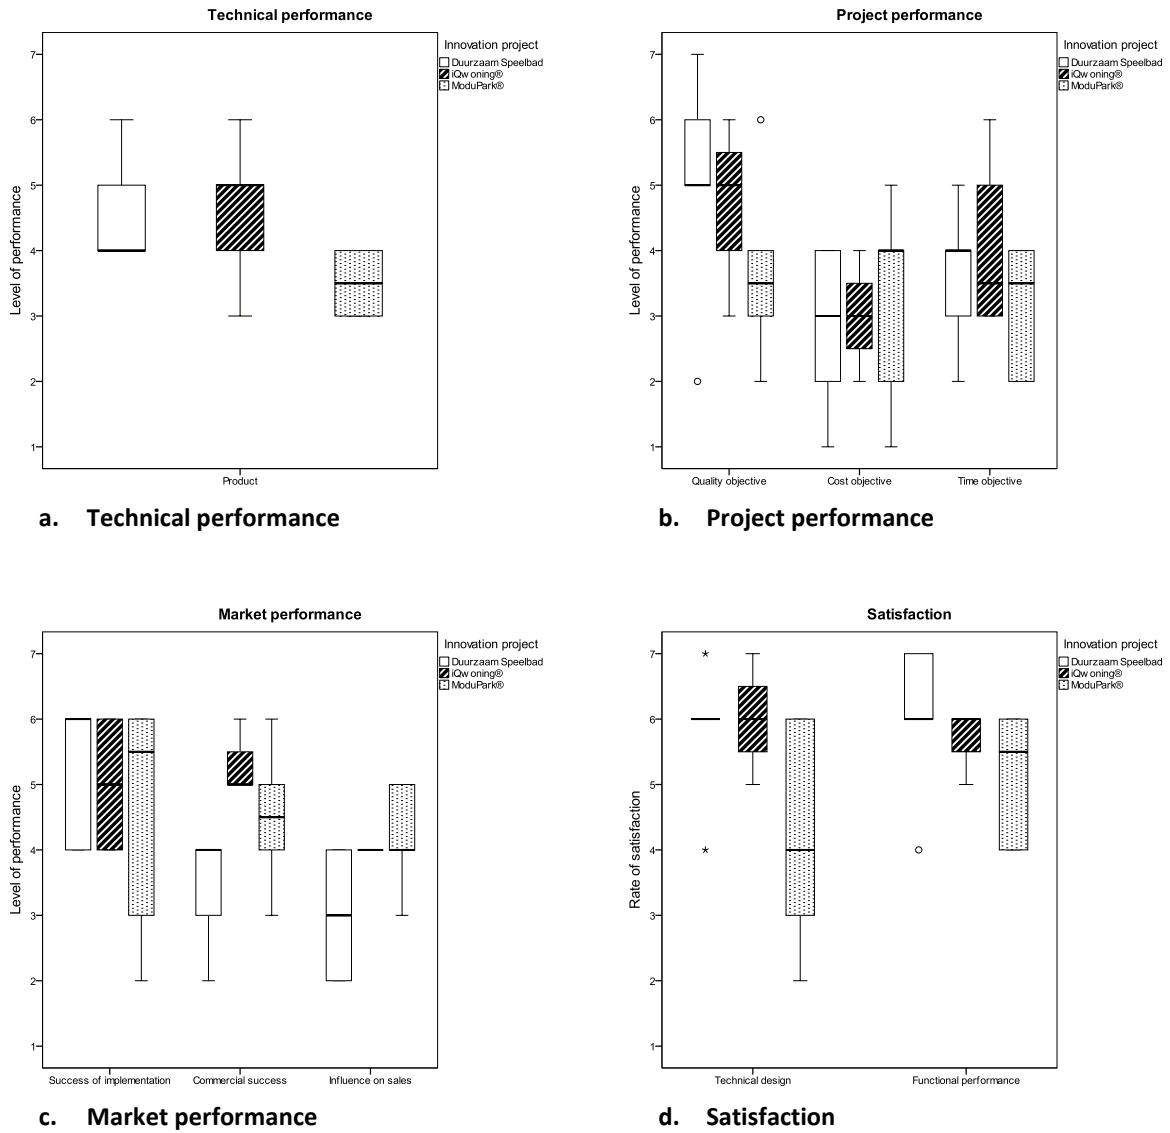 Technical performance
Innovation project
Duurzaam Speelbad
iQw oning®
ModuPark®
Level of performance
7
6
5
4
3
2
1
Product
a. Technical performance
Project performance
Innovation project
Duurzaam Speelbad
iQw oning®
ModuPark®
Level of performance
7
6
5
4
3
2
1
Quality objective Cost objective Time objective
b. Project performance
Market performance
Innovation project
Duurzaam Speelbad
iQw oning®
ModuPark®
Level of performance
7
6
5
4
3
2
1
Success of implementation Commercial success Influence on sales
c. Market performance
Satisfaction
Innovation project
Duurzaam Speelbad
iQw oning®
ModuPark®
Rate of satisfaction
7
6
5
4
3
2
1
Technical design Functional performance
d. Satisfaction